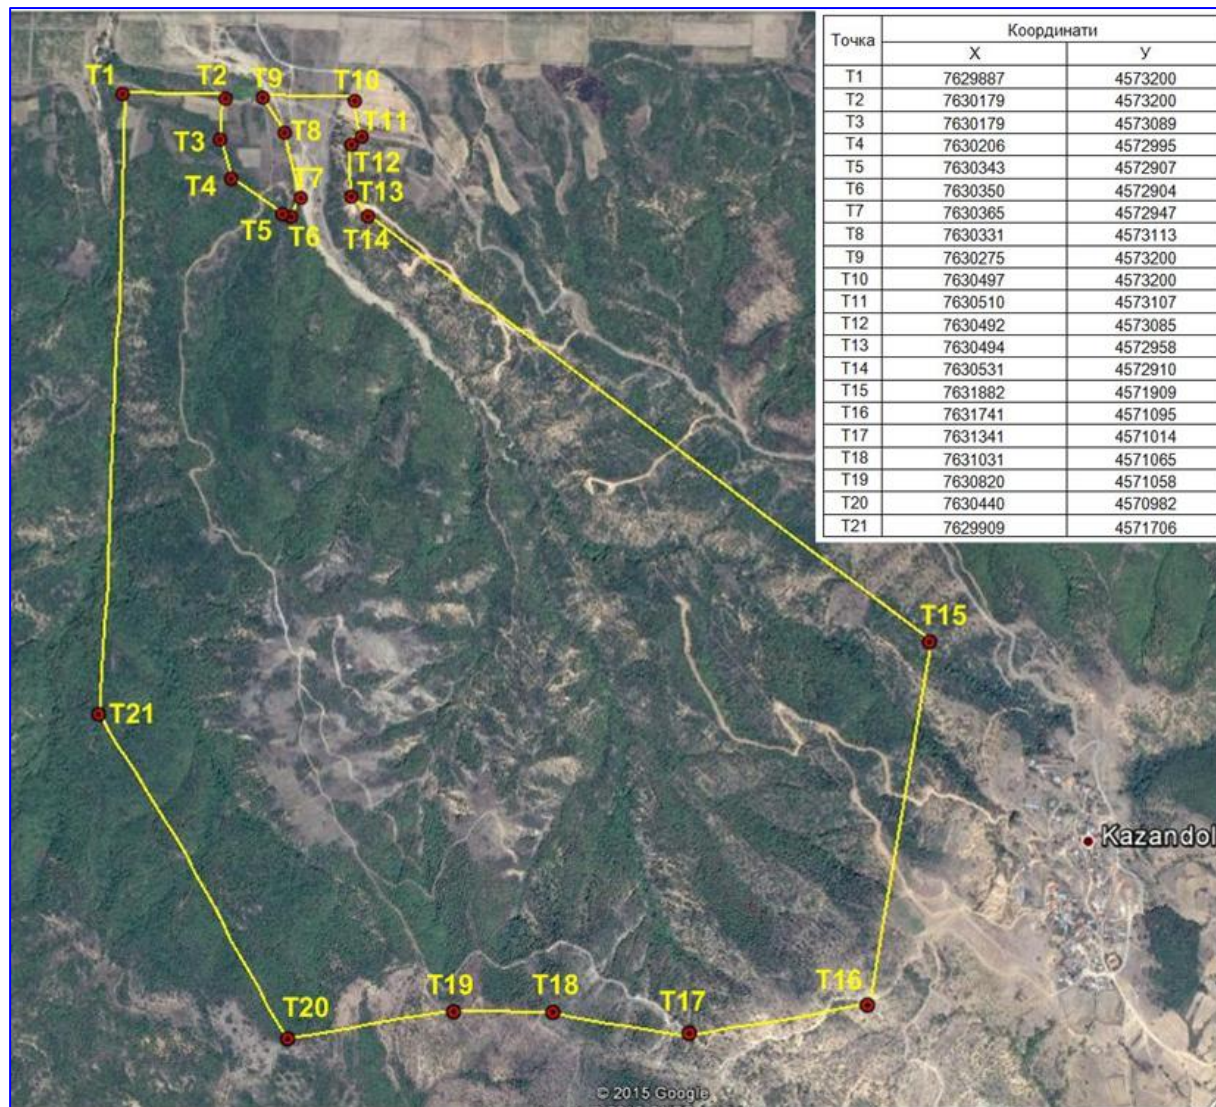 Точка Координати
X У
T1 7629887 4573200
T2 7630179 4573200
T3 7630179 4573089
T4 7630206 4572995
T5 7630343 4572907
T6 7630350 4572904
T7 7630365 4572947
T8 7630331 4573113
T9 7630275 4573200
T10 7630497 4573200
T11 7630510 4573107
T12 7630492 4573085
T13 7630494 4572958
T14 7630531 4572910
T15 7631882 4571909
T16 7631741 4571095
T17 7631341 4571014
T18 7631031 4571065
T19 7630820 4571058
T20 7630440 4570982
T21 7629909 4571706
T1
T2
T9
T10
T11
T8
T3
T12
T4
T7
T13
T5
T6
T14
T15
T21
Kazandol
T16
T19
T18
T17
T20
© 2015 Google